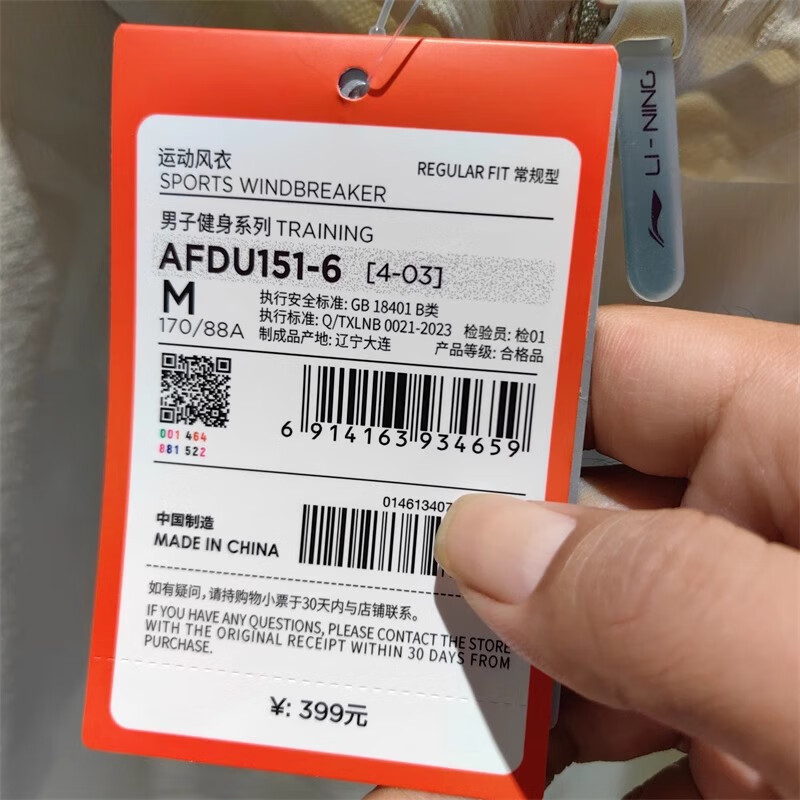 运动风衣
SPORTS WINDBREAKER
REGULAR FIT 常规型
男子健身系列 TRAINING
AFDU151-6 [4-03]
M
170/88A
执行安全标准: GB 18401 B类
执行标准: Q/TXLNB 0021-2023 检验员: 检01
制成品产地: 辽宁大连 产品等级: 合格品
001 464
881 522
6 914163 934659
中国制造
MADE IN CHINA
014613407
如有疑问，请持购物小票于30天内与店铺联系。
IF YOU HAVE ANY QUESTIONS, PLEASE CONTACT THE STORE
WITH THE ORIGINAL RECEIPT WITHIN 30 DAYS FROM
PURCHASE.
¥: 399元
LI-NING